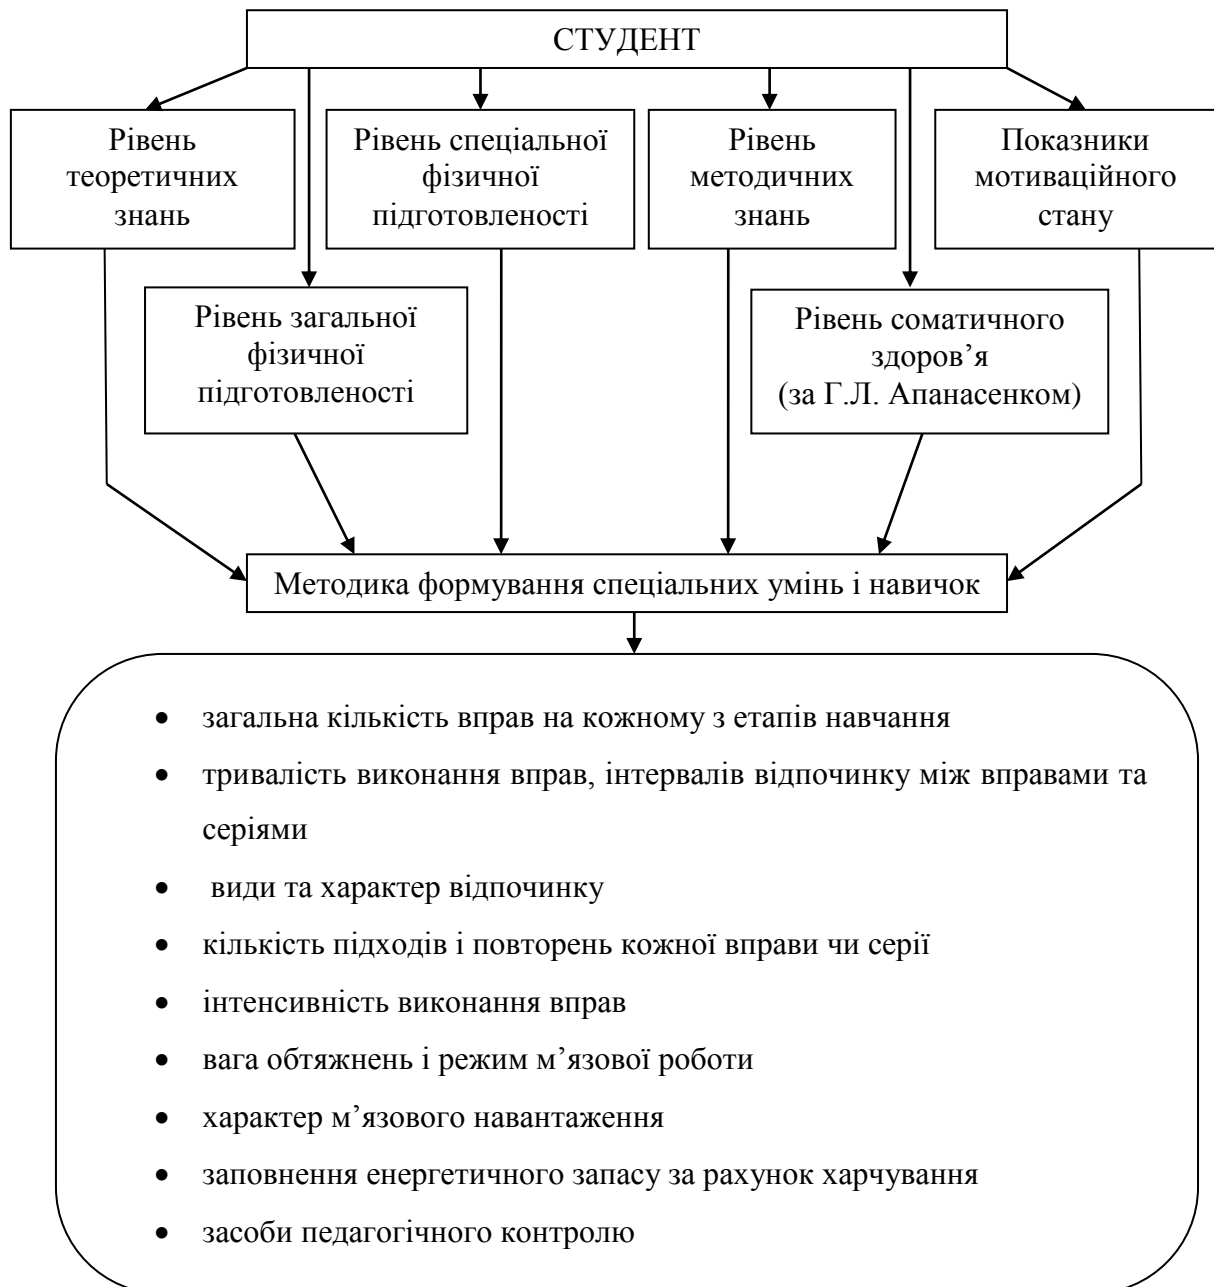 СТУДЕНТ
Рівень
теоретичних
знань
Рівень спеціальної
фізичної
підготовленості
Рівень
методичних
знань
Показники
мотиваційного
стану
Рівень загальної
фізичної
підготовленості
Рівень соматичного
здоров’я
(за Г.Л. Апанасенком)
Методика формування спеціальних умінь і навичок
• загальна кількість вправ на кожному з етапів навчання
• тривалість виконання вправ, інтервалів відпочинку між вправами та
серіями
• види та характер відпочинку
• кількість підходів і повторень кожної вправи чи серії
• інтенсивність виконання вправ
• вага обтяжнень і режим м’язової роботи
• характер м’язового навантаження
• заповнення енергетичного запасу за рахунок харчування
• засоби педагогічного контролю